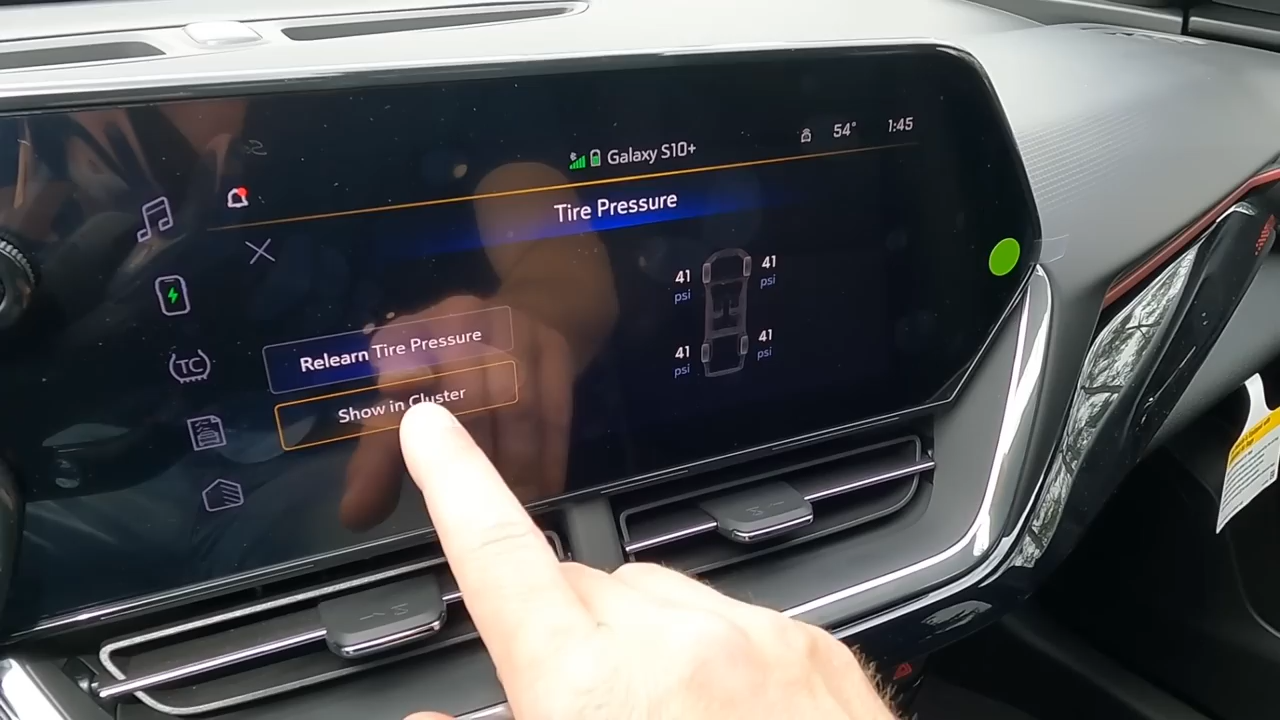 Galaxy S10+
54°
1:45
Tire Pressure
41
psi
41
psi
Relearn Tire Pressure
Show in Cluster
41
psi
41
psi
TC